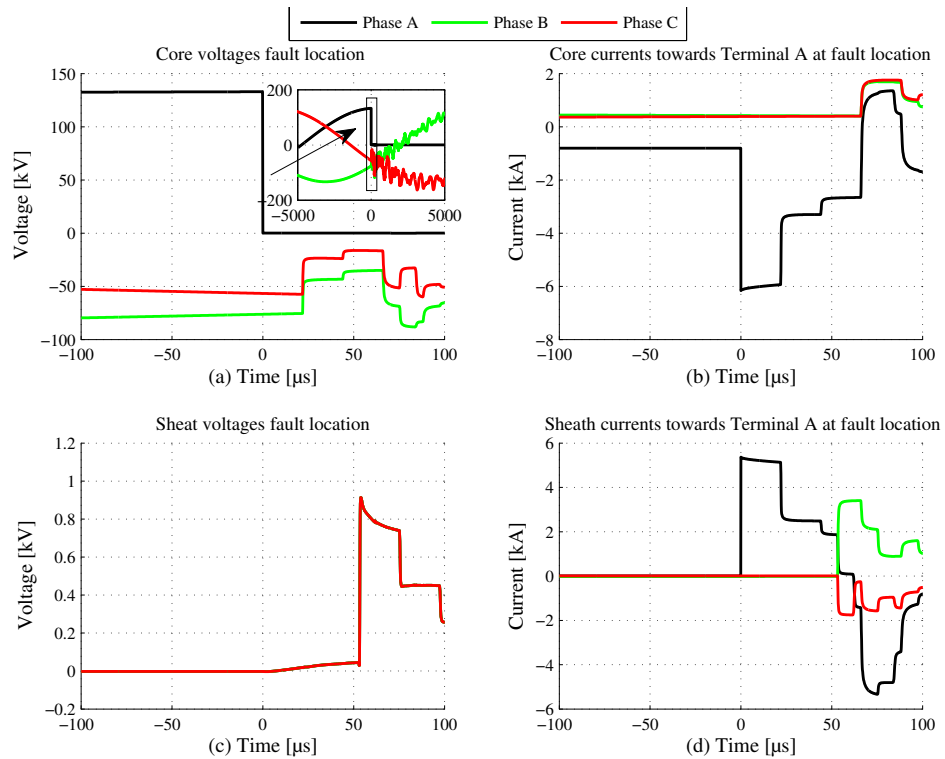 Phase A Phase B Phase C
Core voltages fault location
Voltage [kV]
150
100
50
0
−50
−100
−100 −50 0 50 100
(a) Time [µs]
200
0
−200
−5000 0 5000
Core currents towards Terminal A at fault location
Current [kA]
2
0
−2
−4
−6
−8
−100 −50 0 50 100
(b) Time [µs]
Sheat voltages fault location
Voltage [kV]
1.2
1
0.8
0.6
0.4
0.2
0
−0.2
−100 −50 0 50 100
(c) Time [µs]
Sheath currents towards Terminal A at fault location
Current [kA]
6
4
2
0
−2
−4
−6
−100 −50 0 50 100
(d) Time [µs]